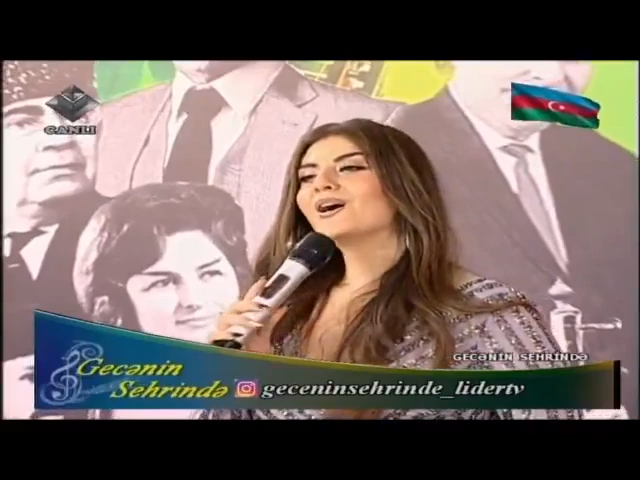 CANLI
GECƏNİN SEHRİNDƏ
Gecənin
Sehrində
geceninsehrinde_lidertv